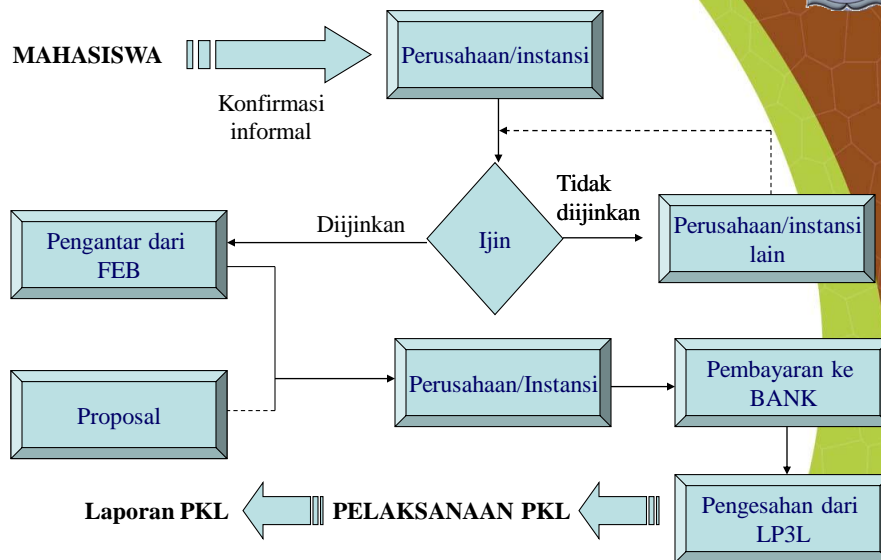 MAHASISWA
Perusahaan/instansi
Konfirmasi
informal
Tidak
diijinkan
Diijinkan
Ijin
Perusahaan/instansi
lain
Pengantar dari
FEB
Perusahaan/Instansi
Pembayaran ke
BANK
Proposal
Laporan PKL
PELAKSANAAN PKL
Pengesahan dari
LP3L